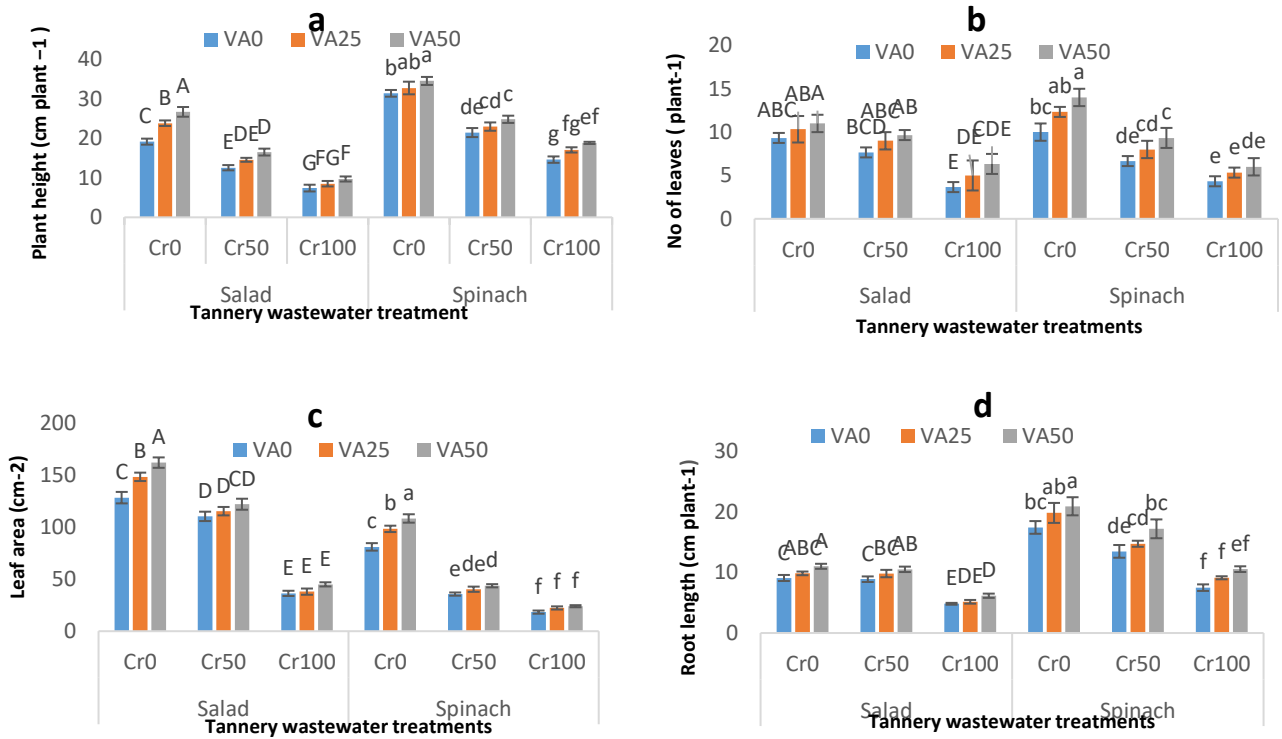 a
VA0 VA25 VA50
Plant height (cm plant −1)
40
30
20
10
0
C B A
E DE D
G FG F
b ab a
de cd c
g fg ef
Cr0 Cr50 Cr100 Cr0 Cr50 Cr100
Salad Spinach
Tannery wastewater treatment
b
VA0 VA25 VA50
No of leaves ( plant-1)
20
15
10
5
0
ABC AB A
BCD ABC AB
E DE CDE
bc ab a
de cd c
e e de
Cr0 Cr50 Cr100 Cr0 Cr50 Cr100
Salad Spinach
Tannery wastewater treatments
c
VA0 VA25 VA50
Leaf area (cm-2)
200
150
100
50
0
C B A
D D CD
E E E
c b a
e de d
f f f
Cr0 Cr50 Cr100 Cr0 Cr50 Cr100
Salad Spinach
Tannery wastewater treatments
d
VA0 VA25 VA50
Root length (cm plant-1)
30
20
10
0
C ABC A
C BC AB
E DE D
bc ab a
de cd bc
f f ef
Cr0 Cr50 Cr100 Cr0 Cr50 Cr100
Salad Spinach
Tannery wastewater treatments